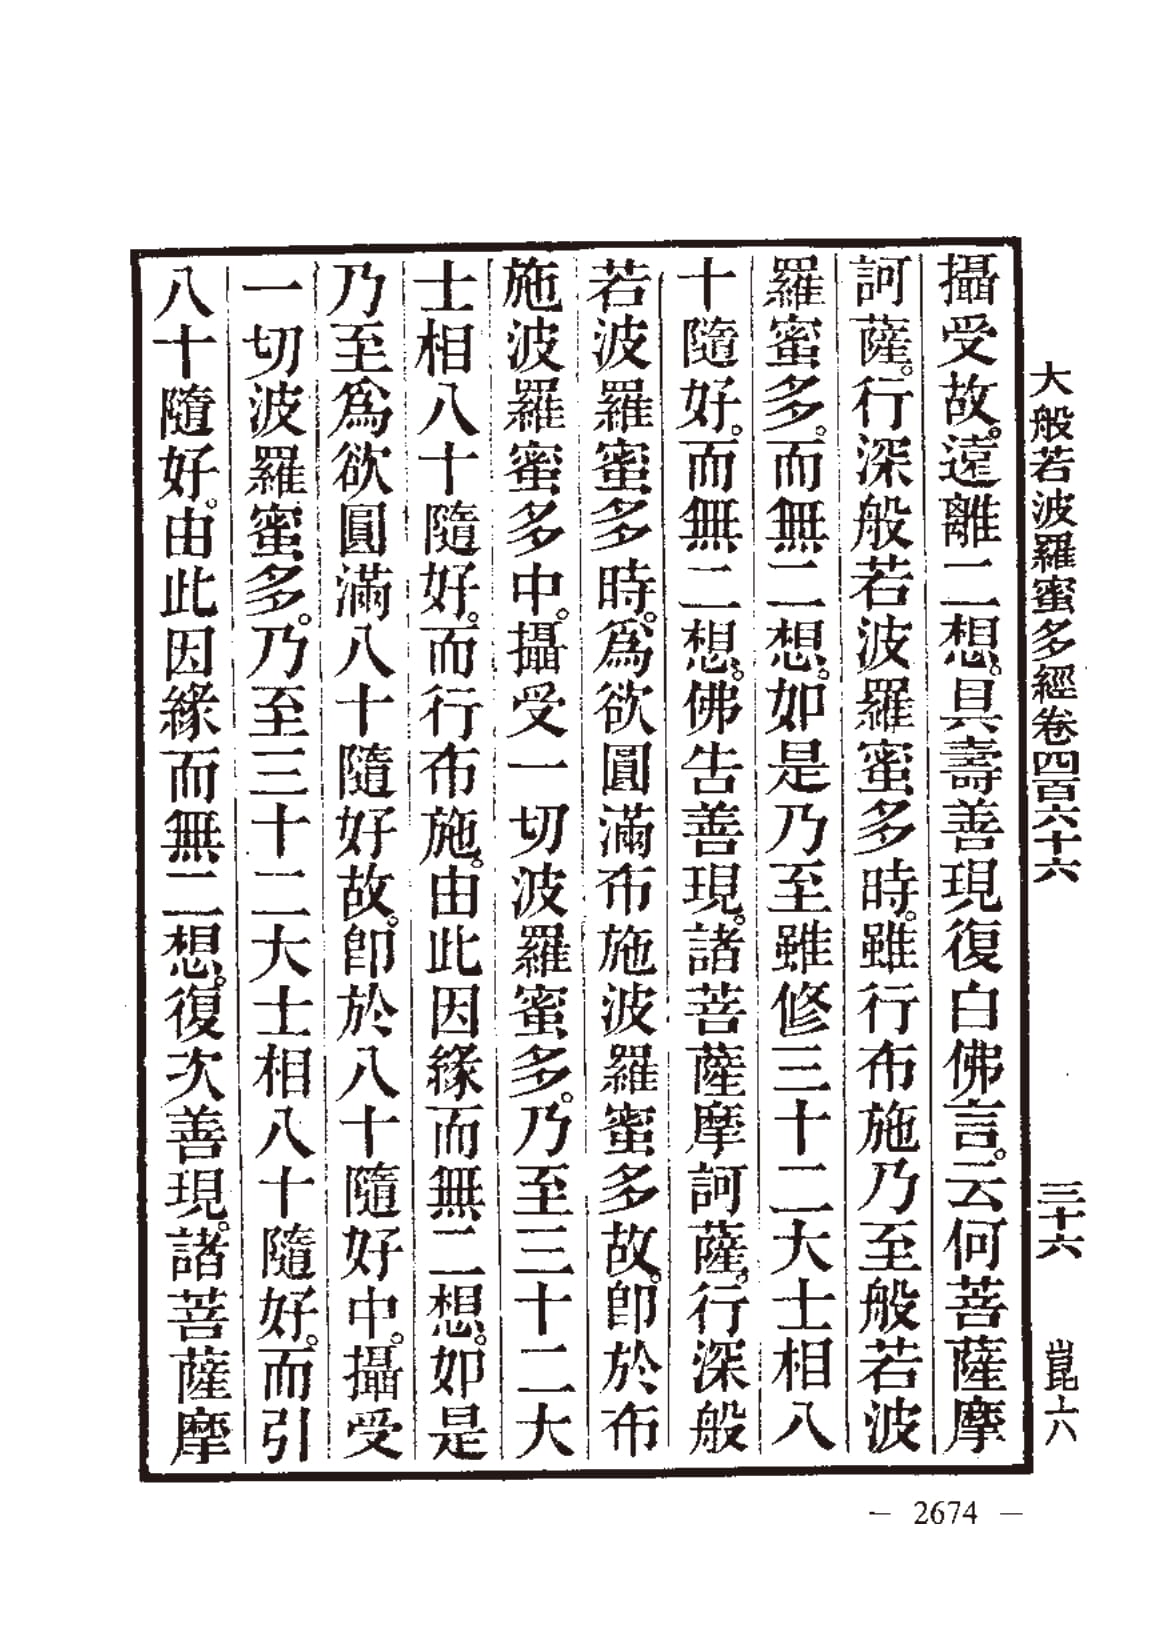 大般若波羅蜜多經卷四百六十六 三十六 崑六
攝受故。遠離二想。具壽善現復白佛言。云何菩薩摩
訶薩。行深般若波羅蜜多時。雖行布施乃至般若波
羅蜜多。而無二想。如是乃至雖修三十二大士相八
十隨好。而無二想。佛告善現。諸菩薩摩訶薩。行深般
若波羅蜜多時。爲欲圓滿布施波羅蜜多故。卽於布
施波羅蜜多中。攝受一切波羅蜜多。乃至三十二大
士相八十隨好。而行布施。由此因緣而無二想。如是
乃至爲欲圓滿八十隨好故。卽於八十隨好中。攝受
一切波羅蜜多。乃至三十二大士相八十隨好。而引
八十隨好。由此因緣而無二想。復次善現。諸菩薩摩
— 2674 —